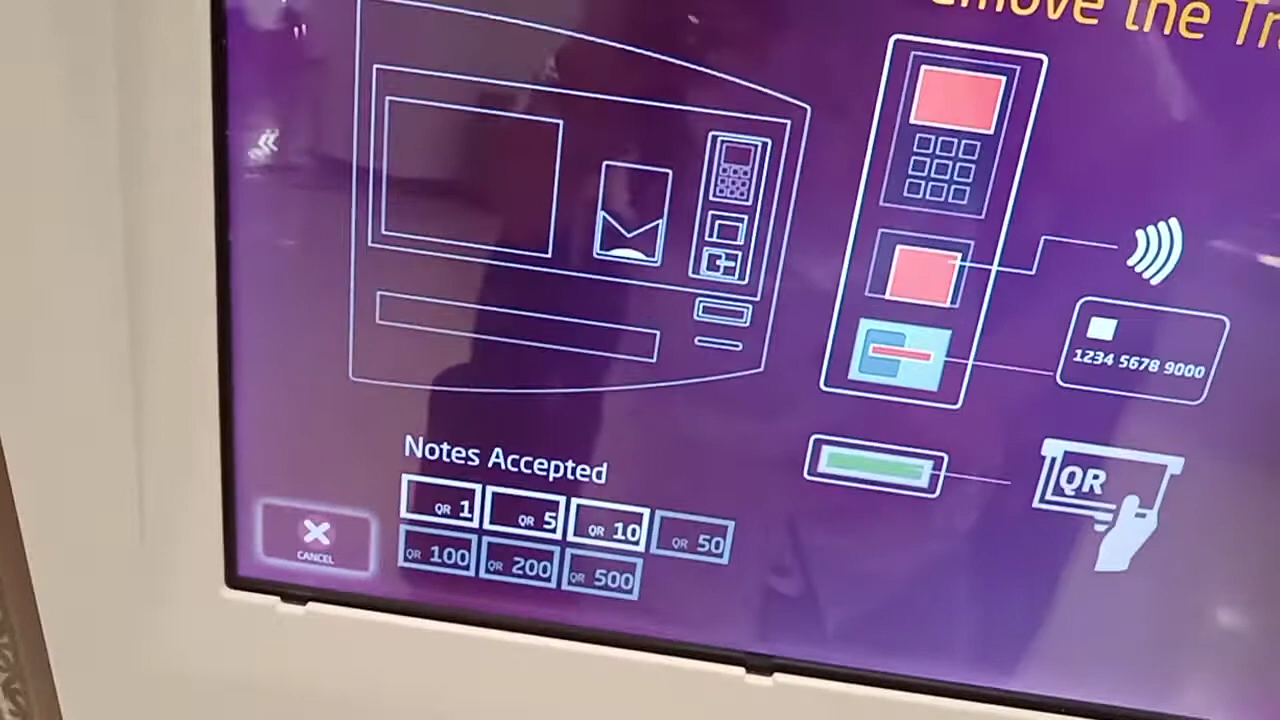 the Tr
1234 5678 9000
Notes Accepted
QR 1 QR 5 QR 10 QR 50
QR 100 QR 200 QR 500
QR
CANCEL